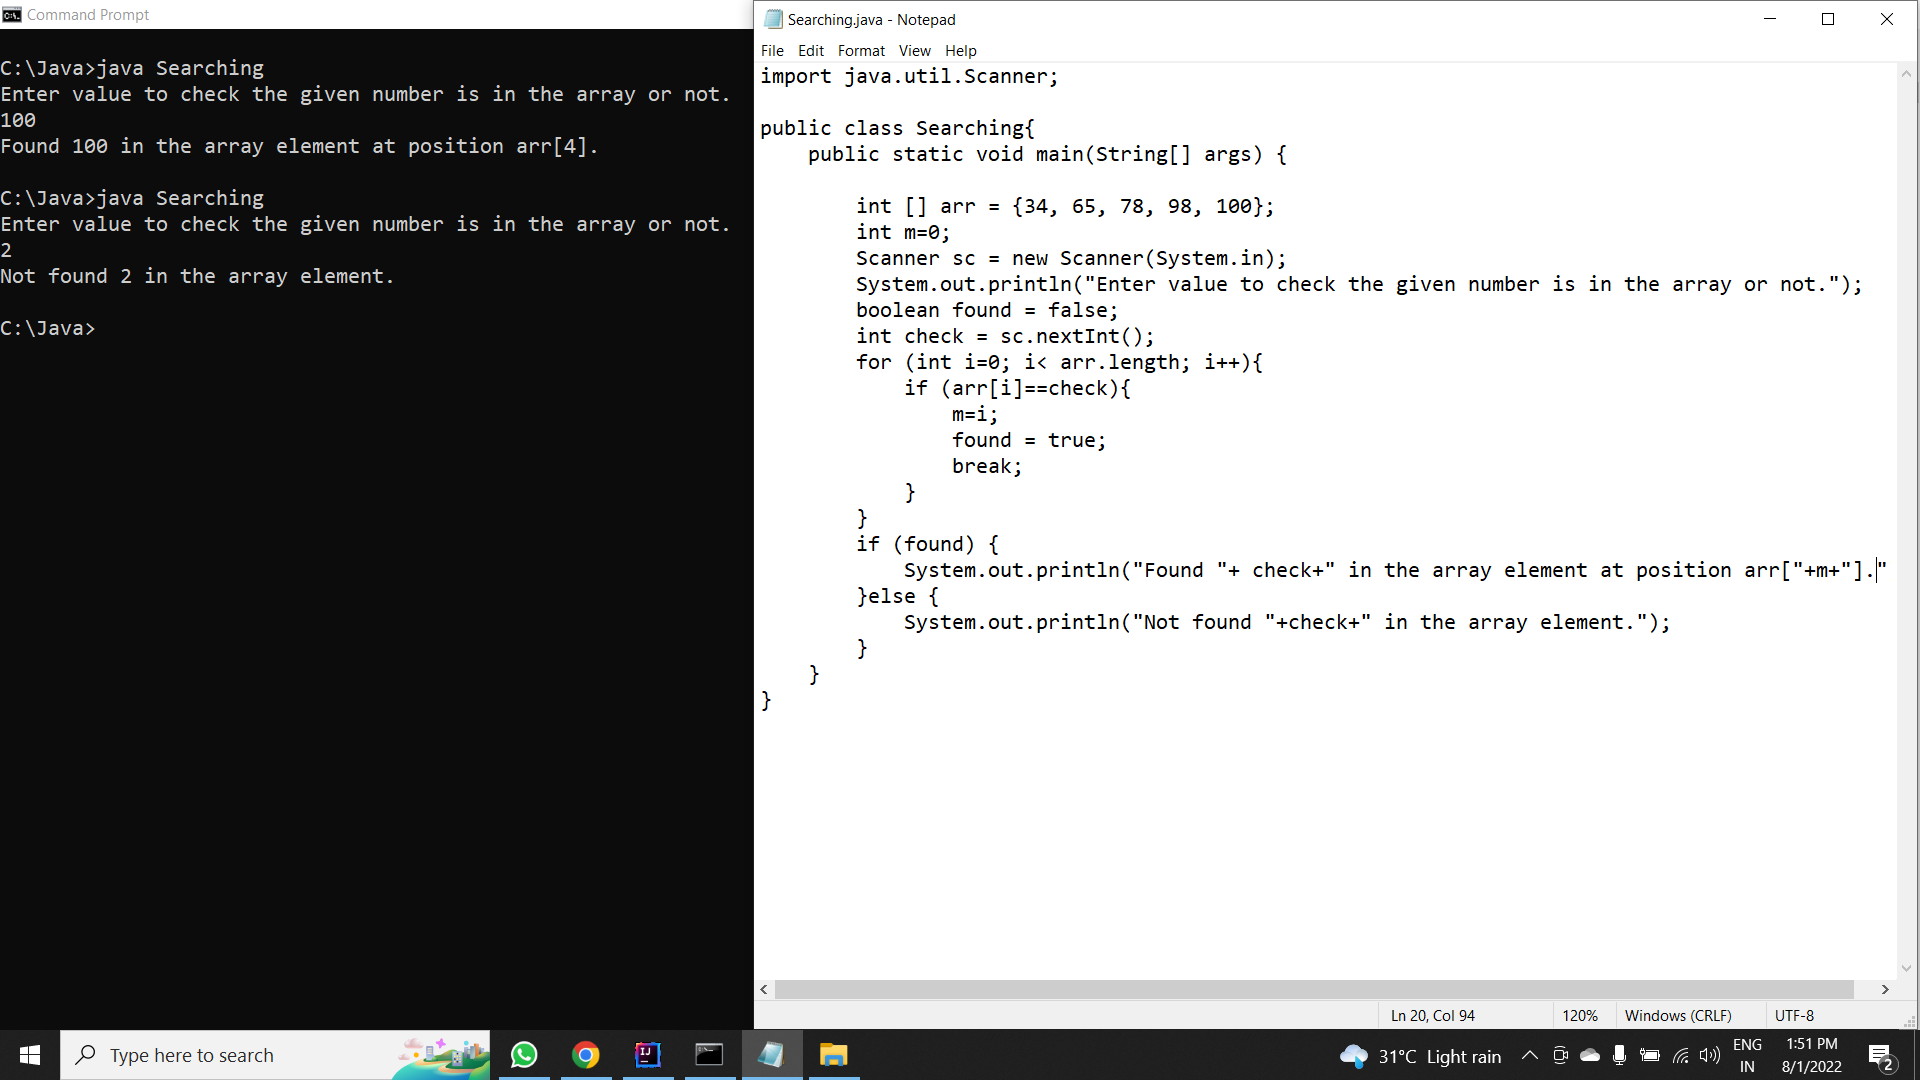 Command Prompt
C:\Java>java Searching
Enter value to check the given number is in the array or not.
100
Found 100 in the array element at position arr[4].
C:\Java>java Searching
Enter value to check the given number is in the array or not.
2
Not found 2 in the array element.
C:\Java>
Searching.java - Notepad
File Edit Format View Help
import java.util.Scanner;
public class Searching{
    public static void main(String[] args) {
        int [] arr = {34, 65, 78, 98, 100};
        int m=0;
        Scanner sc = new Scanner(System.in);
        System.out.println("Enter value to check the given number is in the array or not.");
        boolean found = false;
        int check = sc.nextInt();
        for (int i=0; i< arr.length; i++){
            if (arr[i]==check){
                m=i;
                found = true;
                break;
            }
        }
        if (found) {
            System.out.println("Found "+ check+" in the array element at position arr["+m+"]."
        }else {
            System.out.println("Not found "+check+" in the array element.");
        }
    }
}
Ln 20, Col 94 120% Windows (CRLF) UTF-8
Type here to search
IJ
31°C Light rain
ENG
IN
1:51 PM
8/1/2022
2